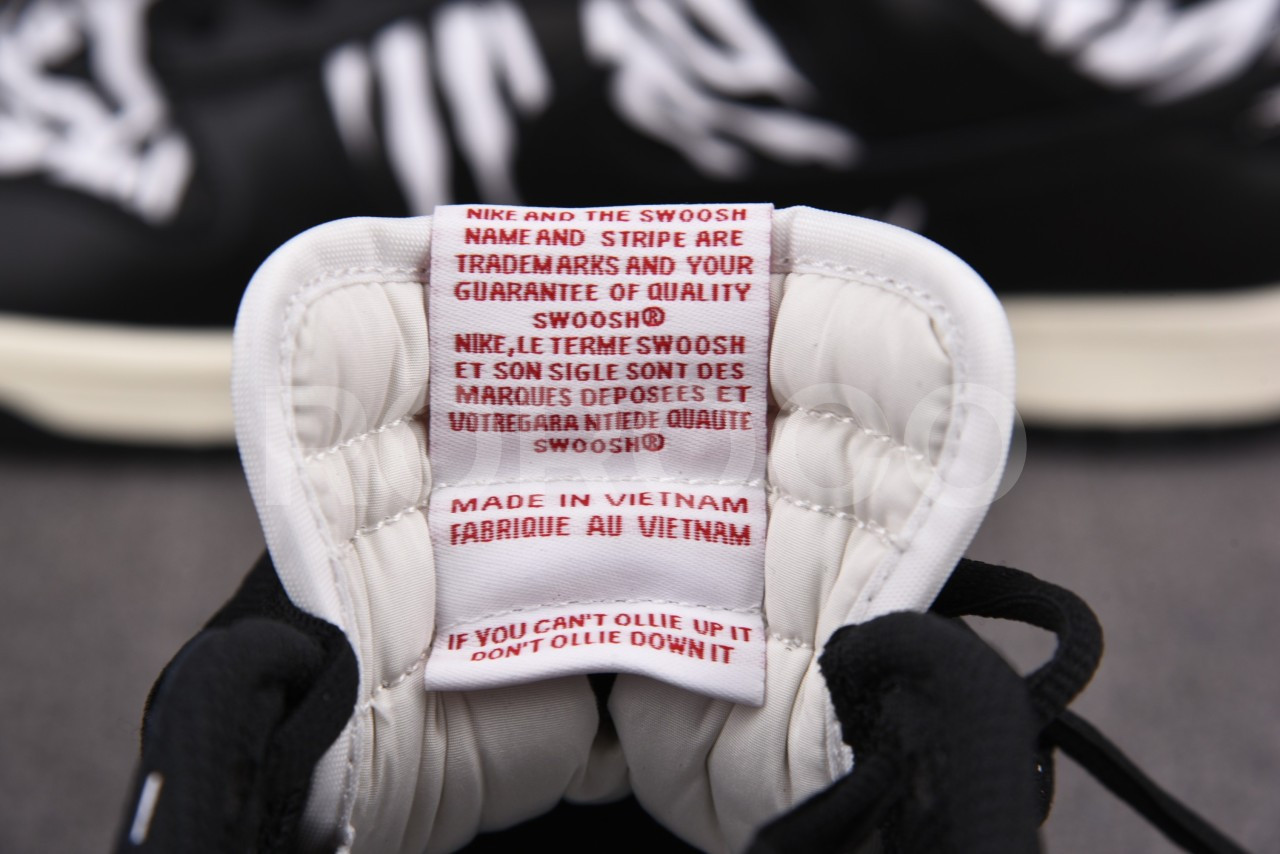 NIKE AND THE SWOOSH
NAME AND STRIPE ARE
TRADEMARKS AND YOUR
GUARANTEE OF QUALITY
SWOOSH®
NIKE, LE TERME SWOOSH
ET SON SIGLE SONT DES
MARQUES DEPOSEES ET
VOTREGARANTIEDE QUAUTE
SWOOSH®
MADE IN VIETNAM
FABRIQUE AU VIETNAM
IF YOU CAN'T OLLIE UP IT
DON'T OLLIE DOWN IT